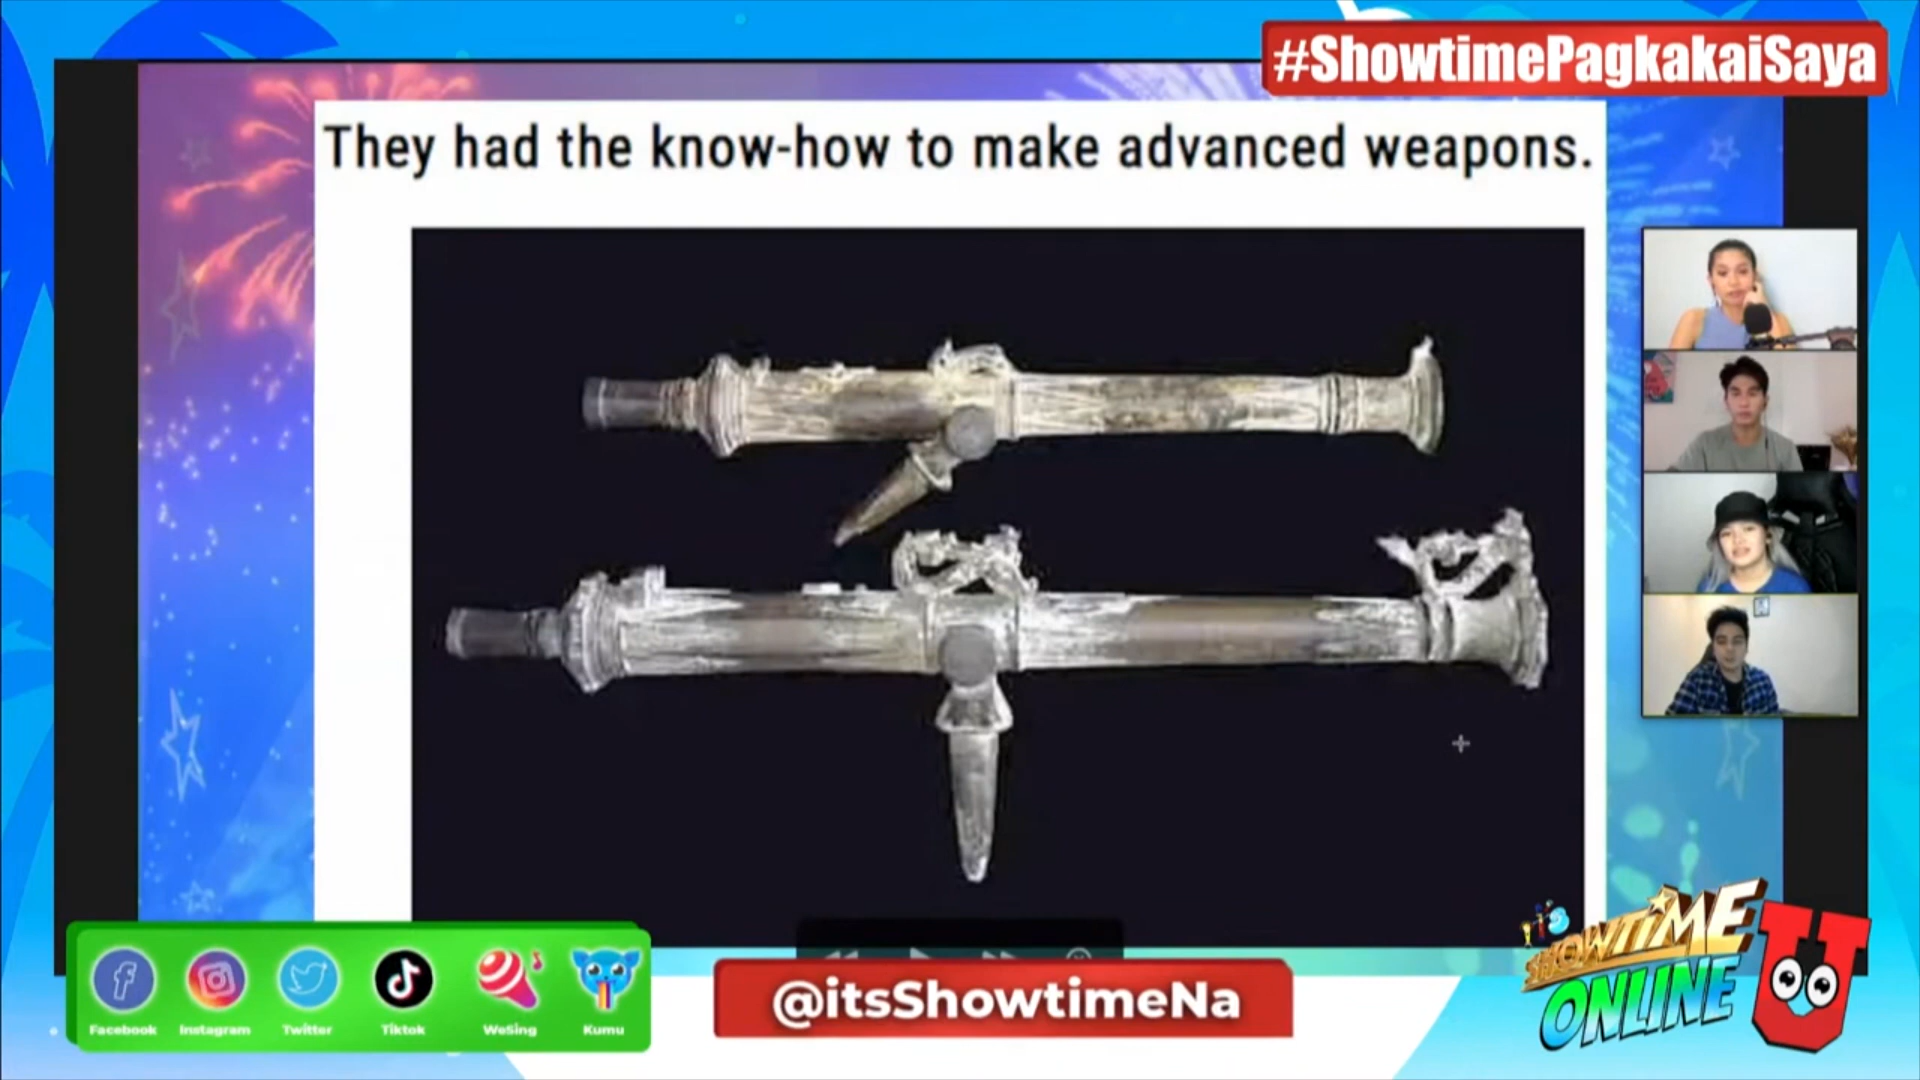 #ShowtimePagkakaiSaya
They had the know-how to make advanced weapons.
Facebook
Instagram
Twitter
Tiktok
WeSing
Kumu
@itsShowtimeNa
it's
SHOWTIME
ONLINE
U